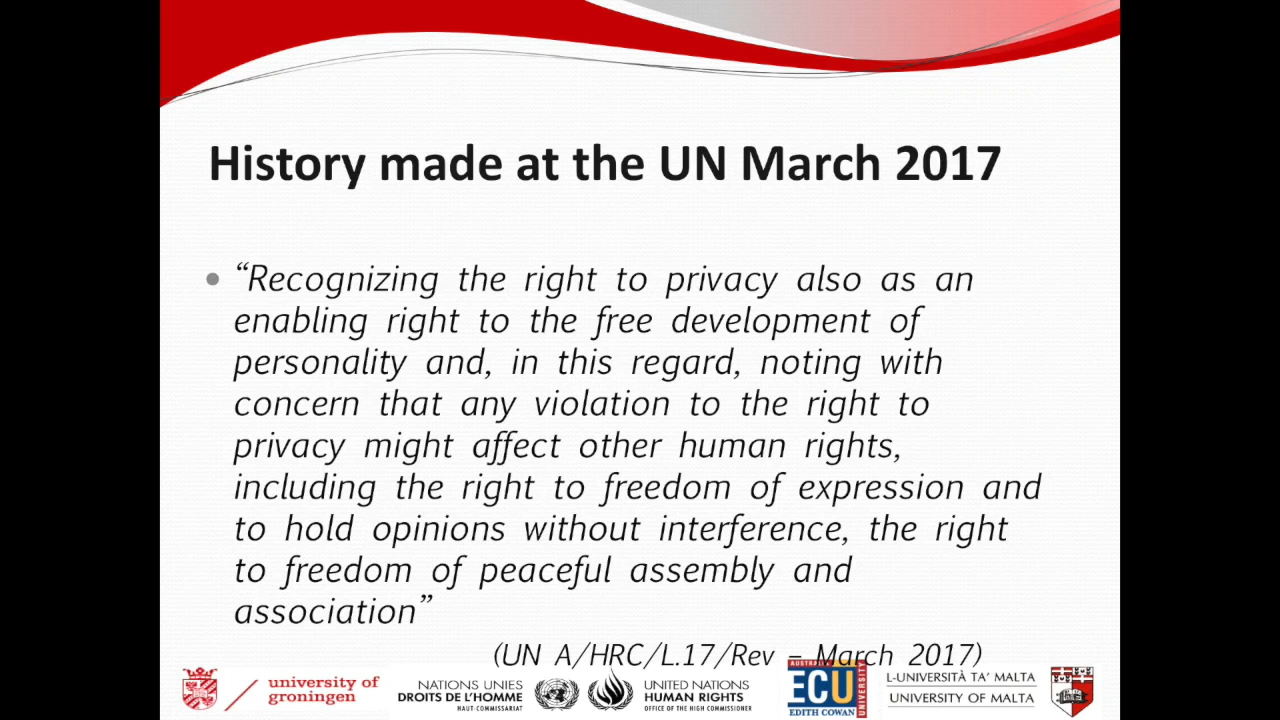 History made at the UN March 2017
“Recognizing the right to privacy also as an
enabling right to the free development of
personality and, in this regard, noting with
concern that any violation to the right to
privacy might affect other human rights,
including the right to freedom of expression and
to hold opinions without interference, the right
to freedom of peaceful assembly and
association”
(UN A/HRC/L.17/Rev – March 2017)
university of
groningen
NATIONS UNIES
DROITS DE L'HOMME
HAUT-COMMISSARIAT
UNITED NATIONS
HUMAN RIGHTS
OFFICE OF THE HIGH COMMISSIONER
ECU
EDITH COWAN
UNIVERSITY
L-UNIVERSITÀ TA' MALTA
UNIVERSITY OF MALTA